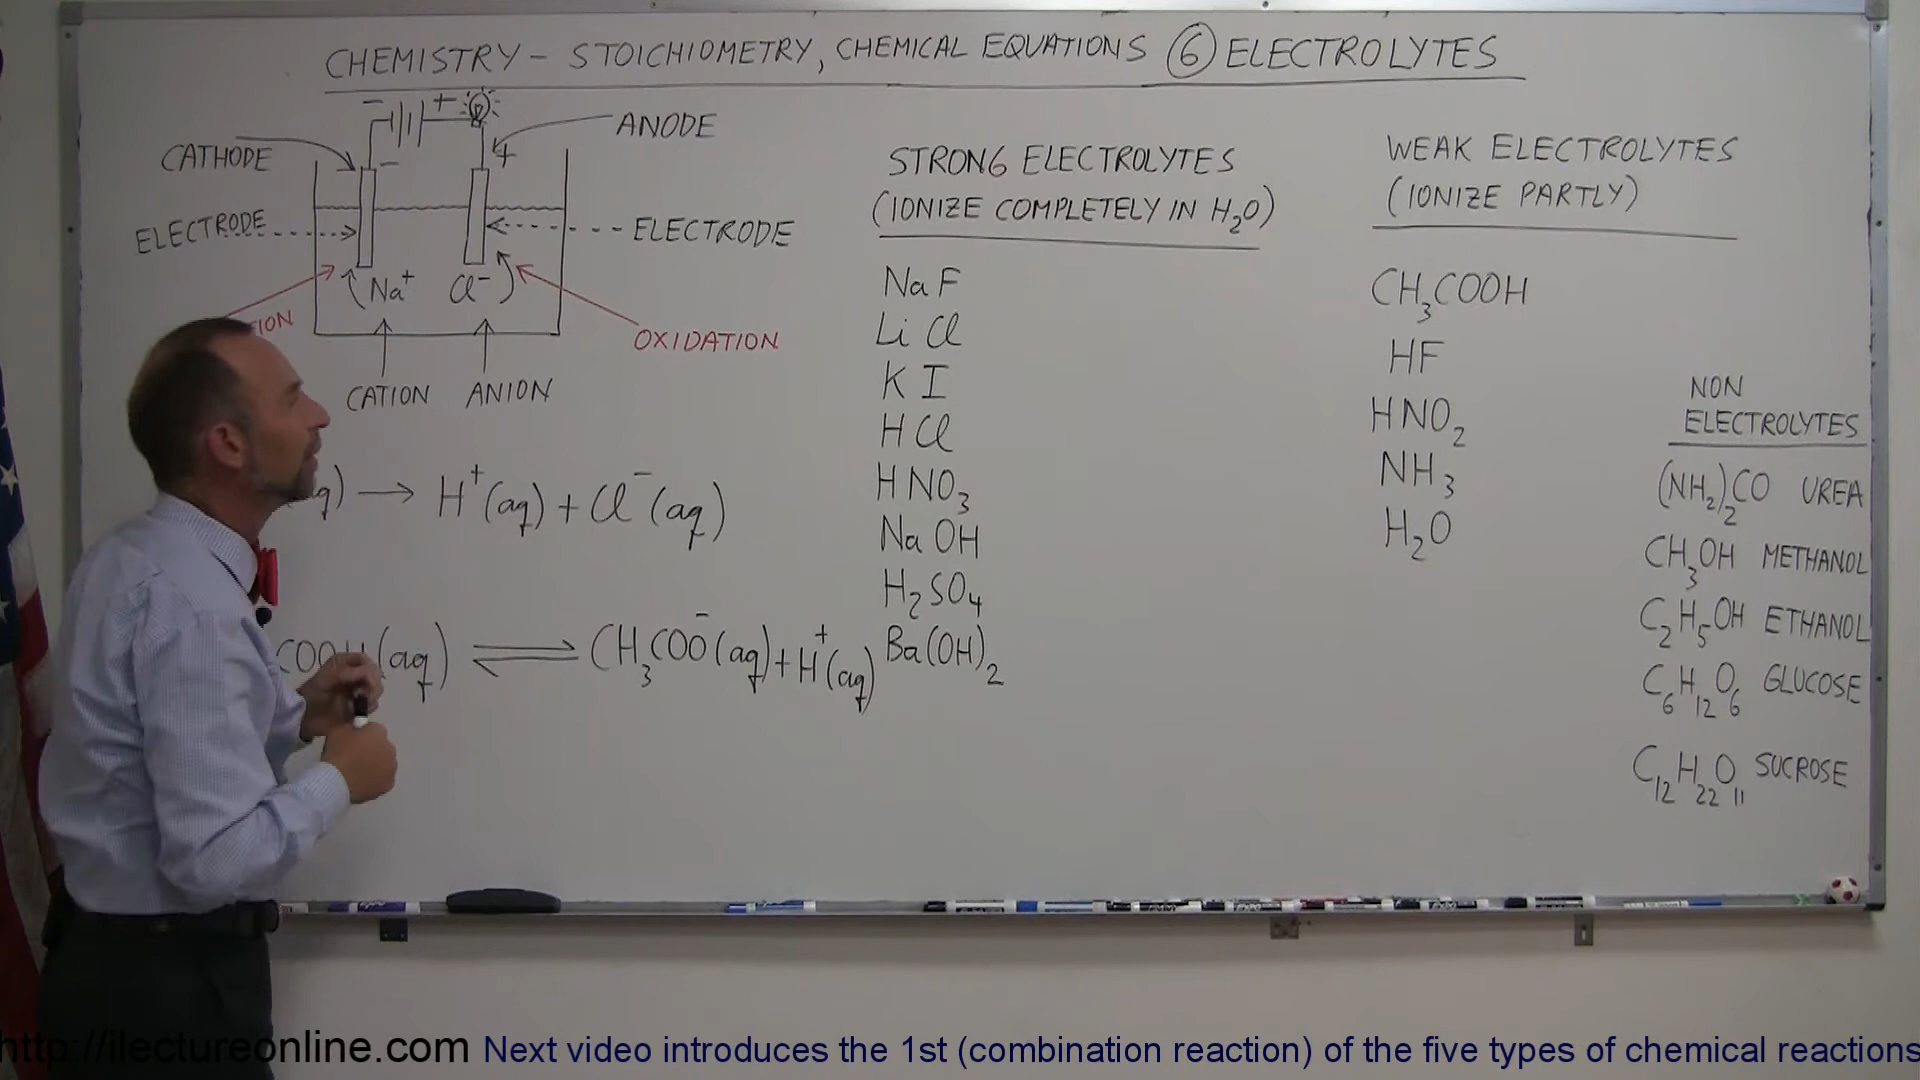 CHEMISTRY - STOICHIOMETRY, CHEMICAL EQUATIONS ⑥ ELECTROLYTES
- +
CATHODE
ANODE
- +
ELECTRODE
ELECTRODE
Na⁺ Cl⁻
OXIDATION
CATION ANION
→ H⁺(aq) + Cl⁻(aq)
COOH(aq) ⇌ CH₃COO⁻(aq) + H⁺(aq)
STRONG ELECTROLYTES
(IONIZE COMPLETELY IN H₂O)
NaF
LiCl
KI
HCl
HNO₃
NaOH
H₂SO₄
Ba(OH)₂
WEAK ELECTROLYTES
(IONIZE PARTLY)
CH₃COOH
HF
HNO₂
NH₃
H₂O
NON
ELECTROLYTES
(NH₂)₂CO UREA
CH₃OH METHANOL
C₂H₅OH ETHANOL
C₆H₁₂O₆ GLUCOSE
C₁₂H₂₂O₁₁ SUCROSE
http://ilectureonline.com Next video introduces the 1st (combination reaction) of the five types of chemical reactions